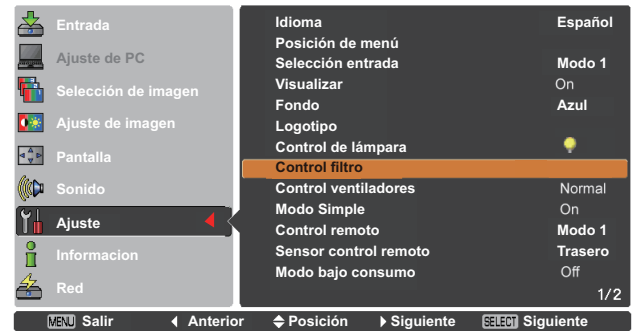 Entrada
Ajuste de PC
Selección de imagen
Ajuste de imagen
Pantalla
Sonido
Ajuste
Informacion
Red
Idioma Español
Posición de menú
Selección entrada Modo 1
Visualizar On
Fondo Azul
Logotipo
Control de lámpara
Control filtro
Control ventiladores Normal
Modo Simple On
Control remoto Modo 1
Sensor control remoto Trasero
Modo bajo consumo Off
1/2
MENU Salir Anterior Posición Siguiente SELECT Siguiente